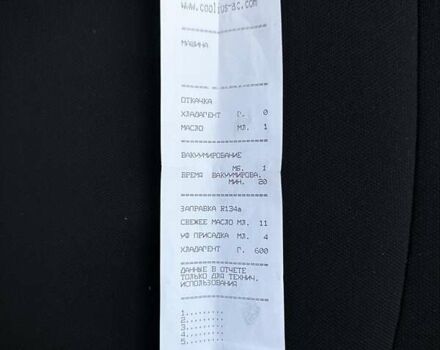 www.coolius-ac.com
====================
МАШИНА
====================
ОТКАЧКА
ХЛАДАГЕНТ Г. 0
МАСЛО МЛ. 1
====================
ВАКУУМИРОВАНИЕ
МБ. 1
ВРЕМЯ ВАКУУМИРОВА.
МИН. 20
====================
ЗАПРАВКА R134a
СВЕЖЕЕ МАСЛО МЛ. 11
УФ ПРИСАДКА МЛ. 4
ХЛАДАГЕНТ Г. 600
====================
ДАННЫЕ В ОТЧЕТЕ
ТОЛЬКО ДЛЯ ТЕХНИЧ.
ИСПОЛЬЗОВАНИЯ
====================
1........
2........
3........
4........
5........